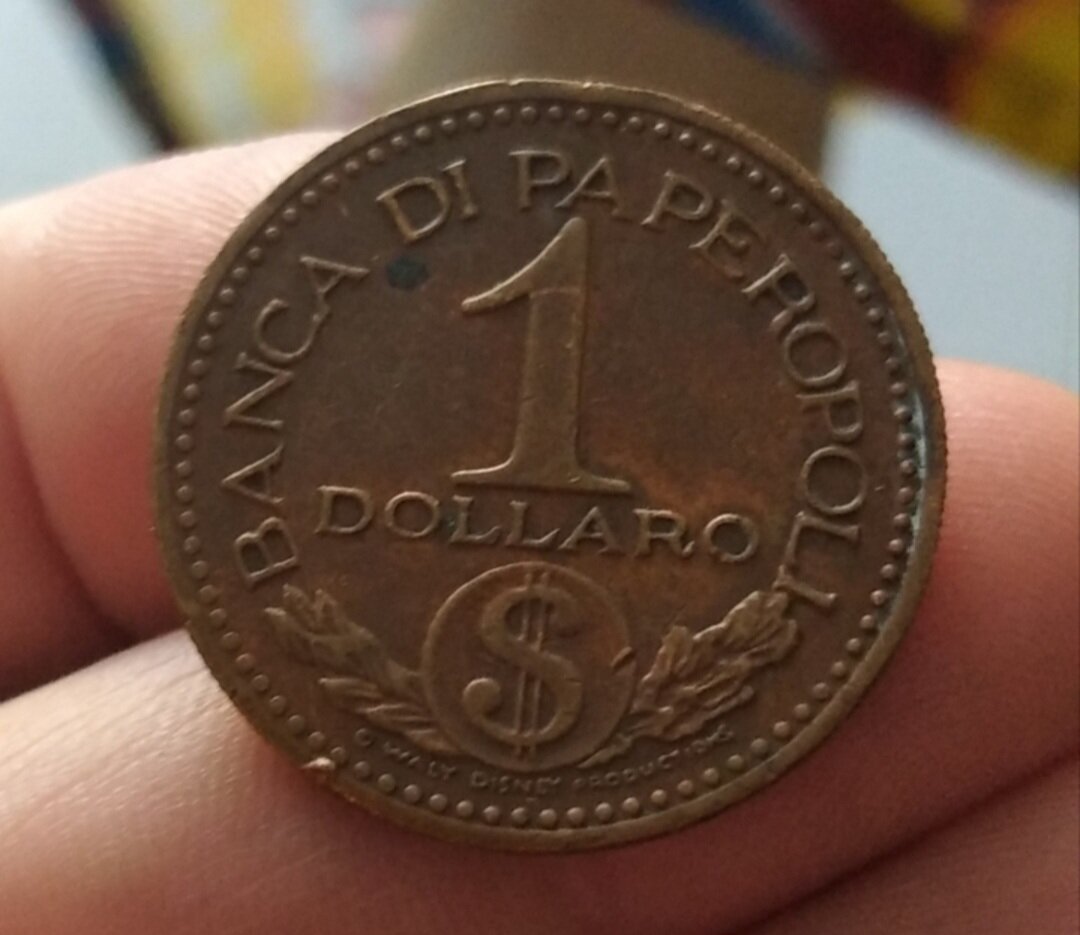 BANCA DI PAPEROPOLI
1
DOLLARO
$
© WALT DISNEY PRODUCTIONS